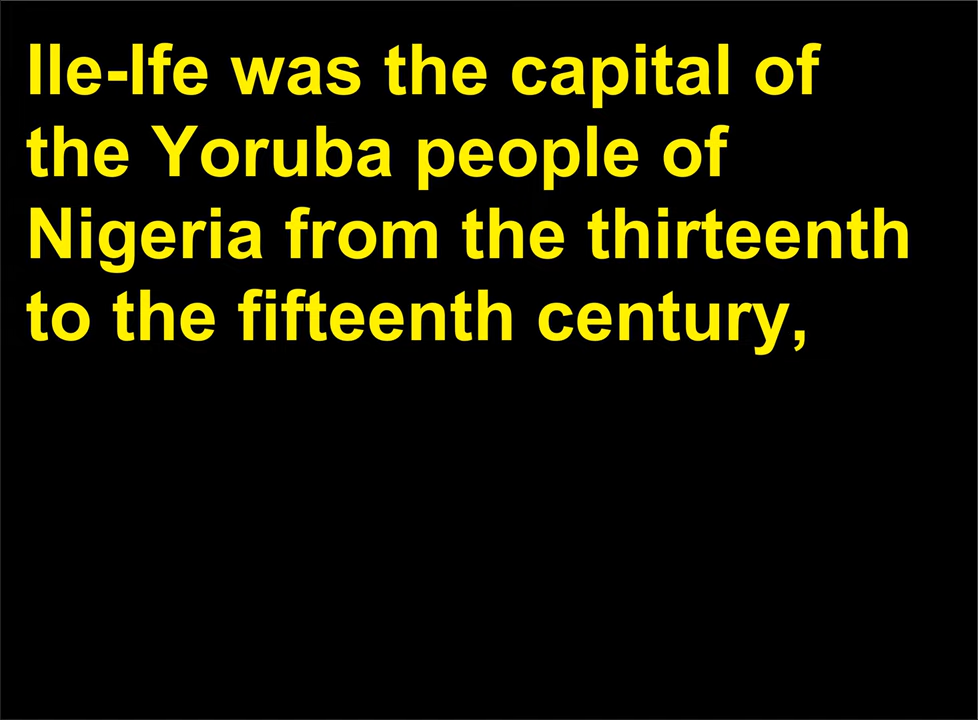 Ile-Ife was the capital of
the Yoruba people of
Nigeria from the thirteenth
to the fifteenth century,